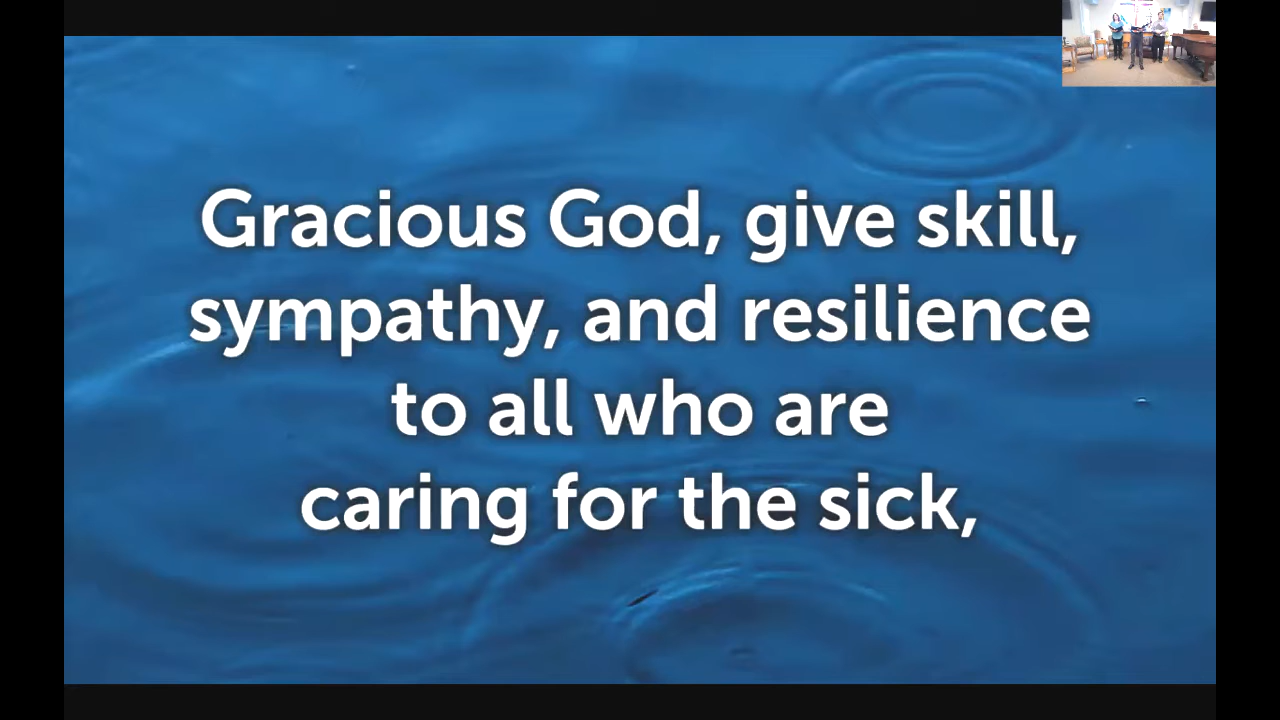 Gracious God, give skill,
sympathy, and resilience
to all who are
caring for the sick,